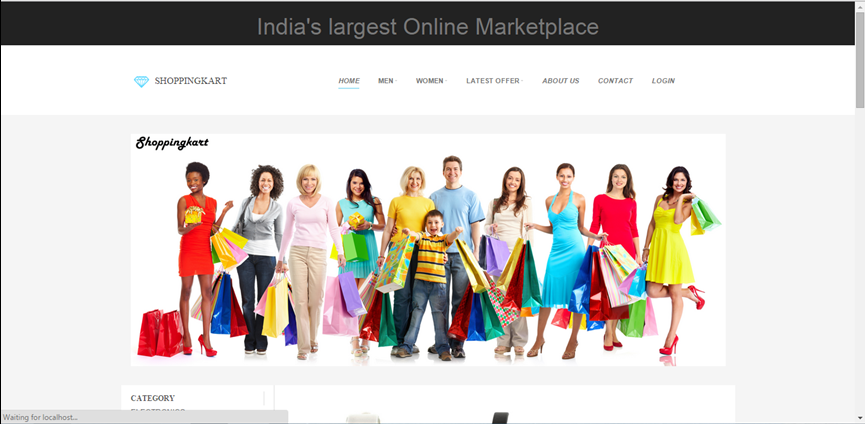 India's largest Online Marketplace
SHOPPINGKART
HOME MEN WOMEN LATEST OFFER ABOUT US CONTACT LOGIN
Shoppingkart
CATEGORY
ELECTRONICS
Waiting for localhost...